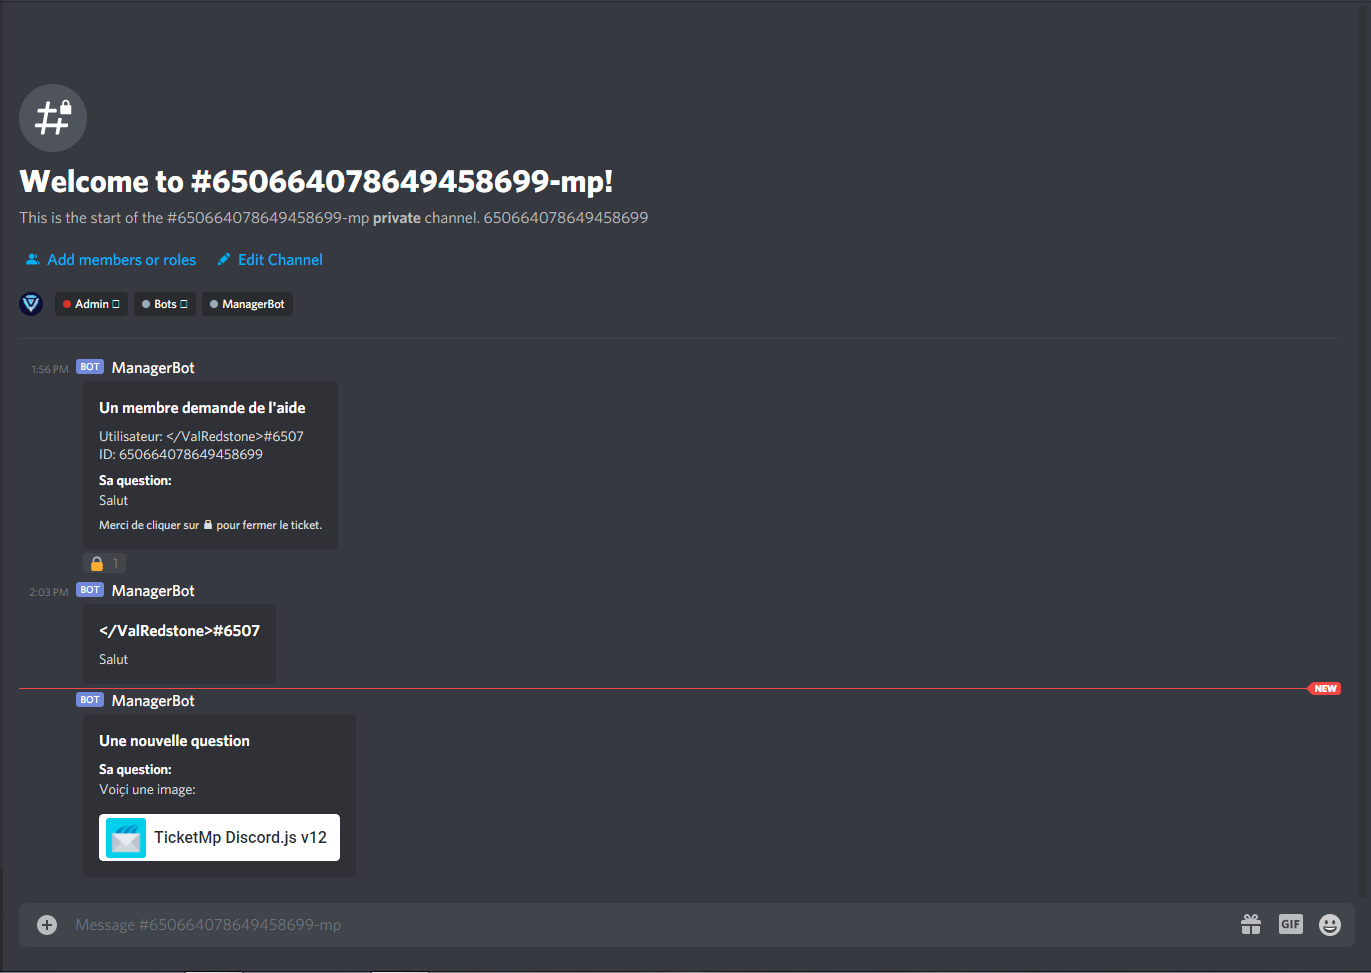 Welcome to #650664078649458699-mp!
This is the start of the #650664078649458699-mp private channel. 650664078649458699
Add members or roles Edit Channel
Admin Bots ManagerBot
1:56 PM BOT ManagerBot
Un membre demande de l'aide
Utilisateur: </ValRedstone>#6507
ID: 650664078649458699
Sa question:
Salut
Merci de cliquer sur 🔒 pour fermer le ticket.
🔒 1
2:03 PM BOT ManagerBot
</ValRedstone>#6507
Salut
NEW
BOT ManagerBot
Une nouvelle question
Sa question:
Voiçi une image:
TicketMp Discord.js v12
Message #650664078649458699-mp
GIF